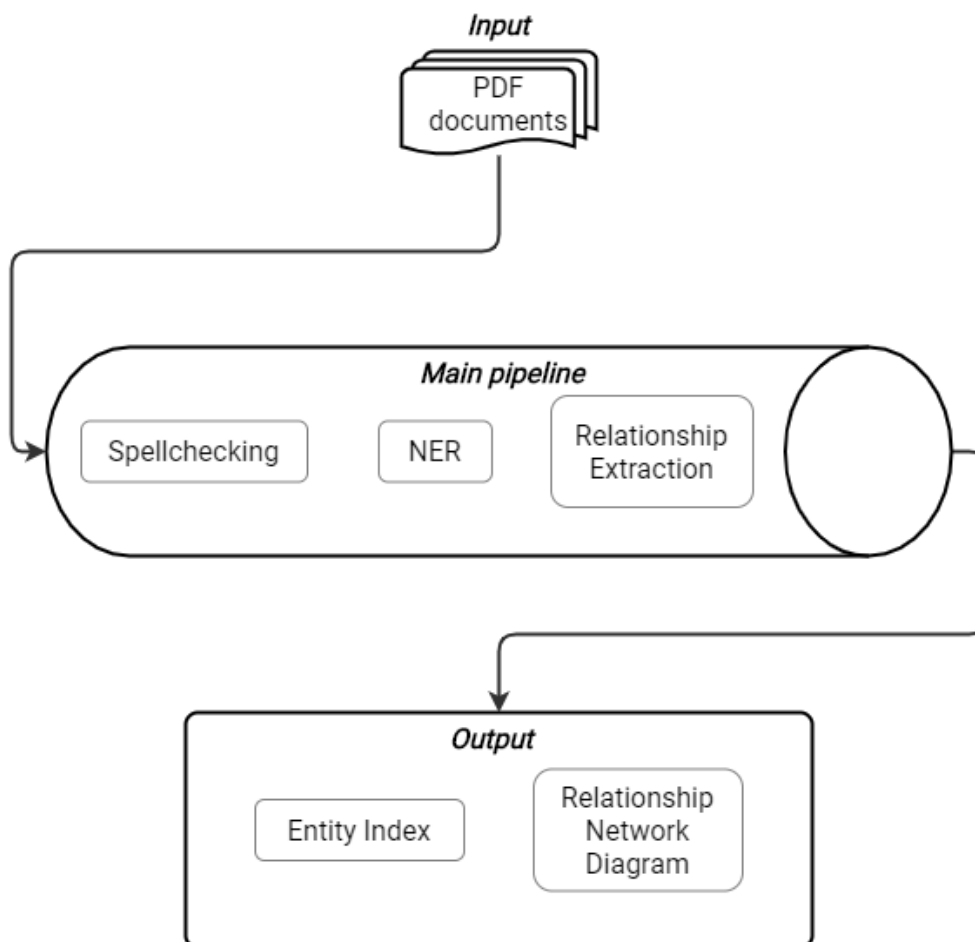 Input
PDF
documents
Main pipeline
Spellchecking
NER
Relationship
Extraction
Output
Entity Index
Relationship
Network
Diagram